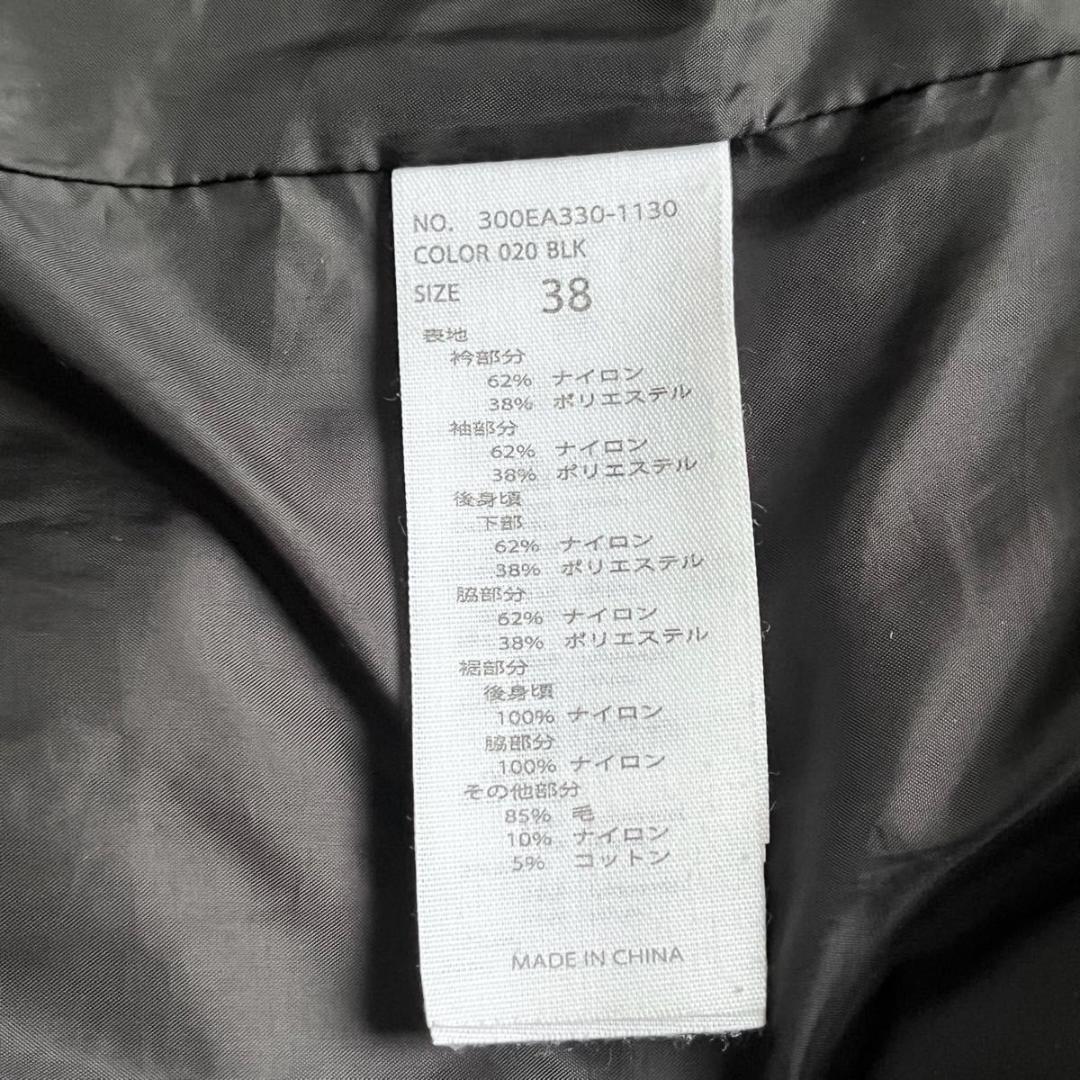 NO. 300EA330-1130
COLOR 020 BLK
SIZE 38
表地
衿部分
62% ナイロン
38% ポリエステル
袖部分
62% ナイロン
38% ポリエステル
後身頃
下部
62% ナイロン
38% ポリエステル
脇部分
62% ナイロン
38% ポリエステル
裾部分
後身頃
100% ナイロン
脇部分
100% ナイロン
その他部分
85% 毛
10% ナイロン
5% コットン
MADE IN CHINA